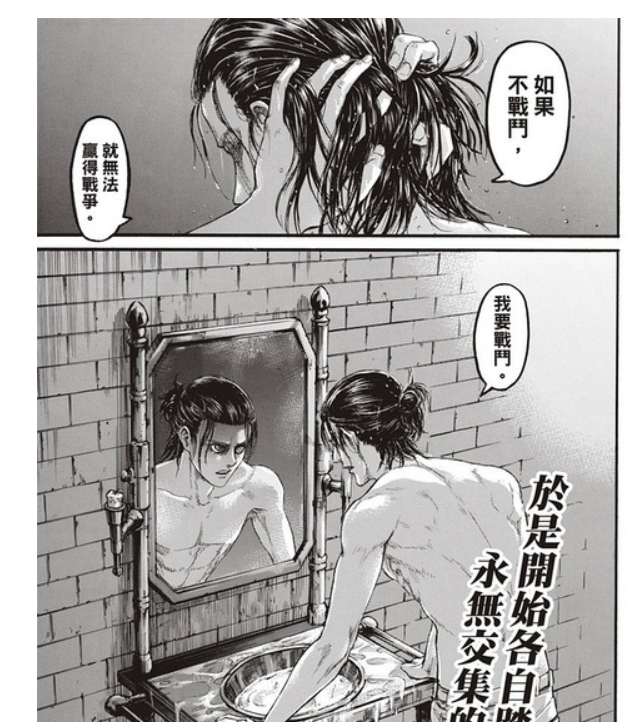 如果
不戰鬥，
就無法
贏得戰爭。
我要戰鬥。
於是開始各自
永無交集的